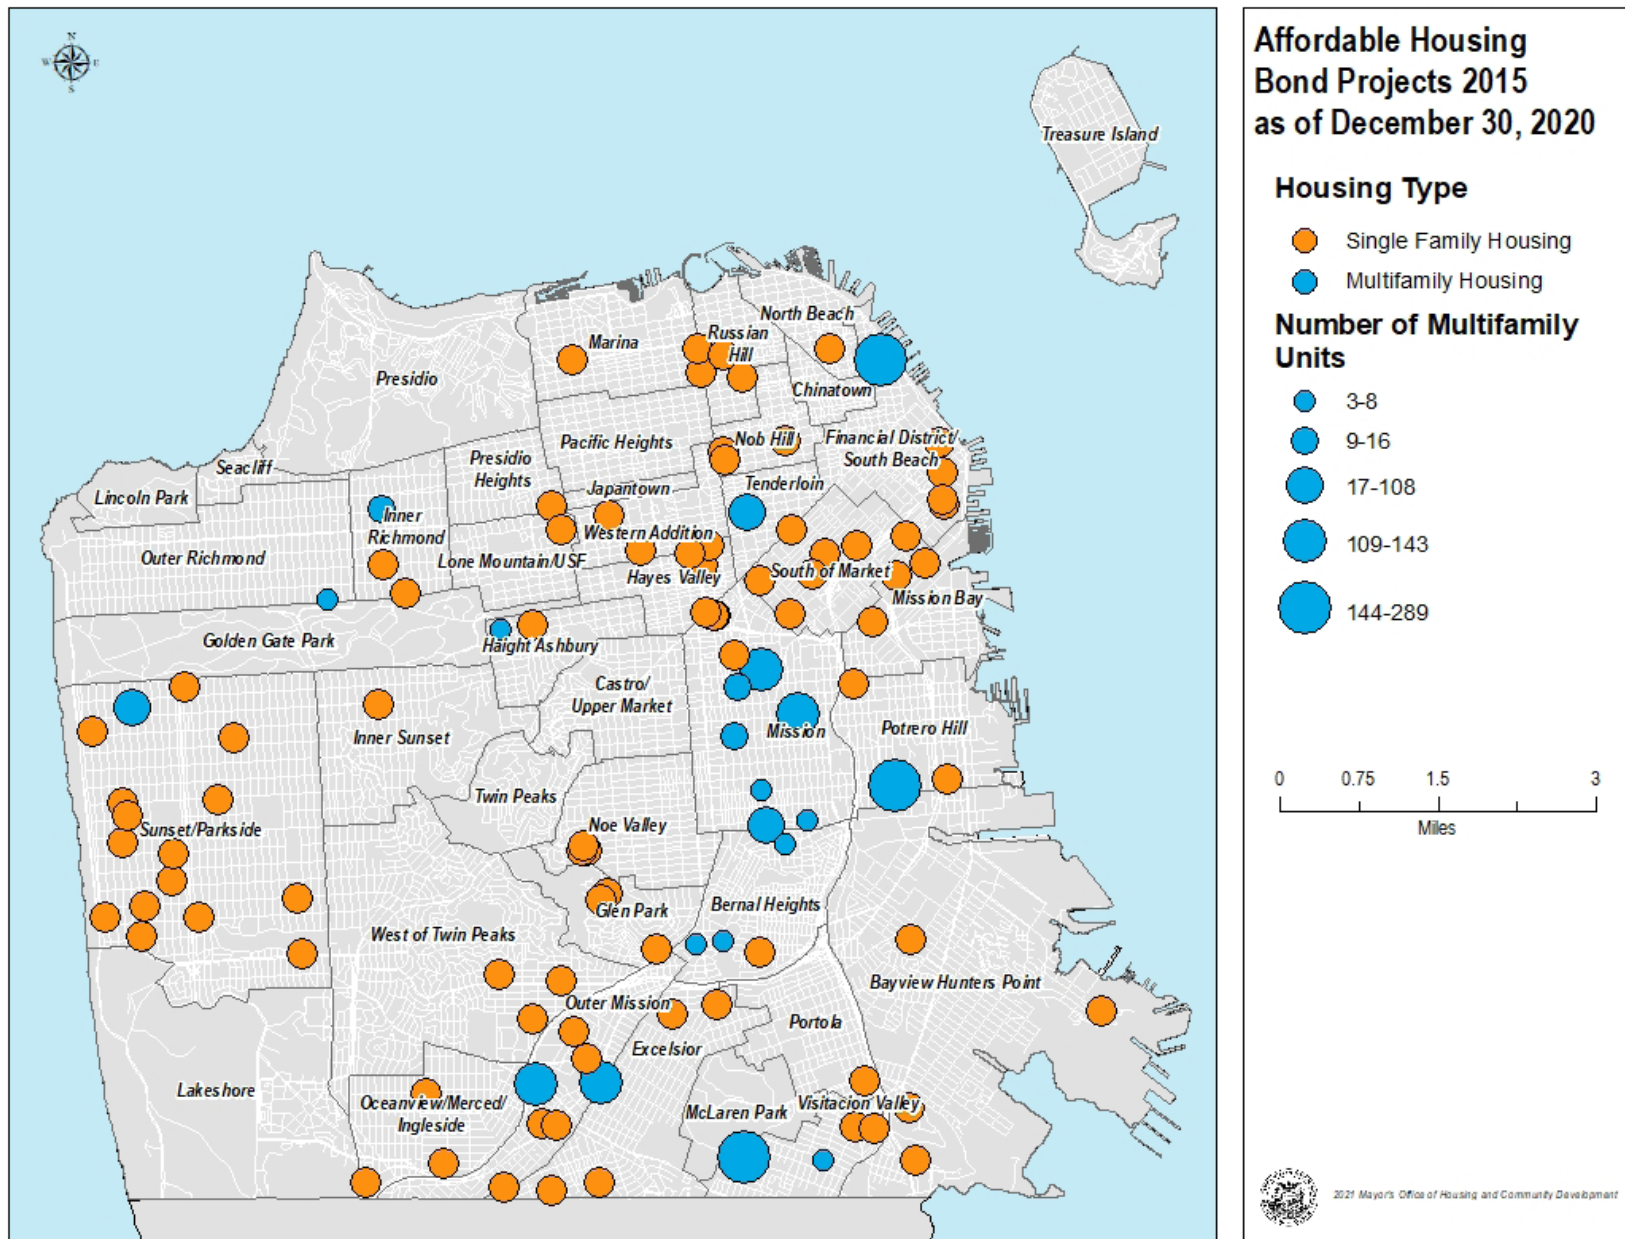 N
W E
S
Treasure Island
North Beach
Russian
Hill
Marina
Presidio
Chinatown
Pacific Heights
Nob Hill
Financial District/
South Beach
Presidio
Heights
Seacliff
Lincoln Park
Japantown
Tenderloin
Inner
Richmond
Western Addition
Outer Richmond
Lone Mountain/USF
Hayes Valley
South of Market
Mission Bay
Golden Gate Park
Haight Ashbury
Castro/
Upper Market
Inner Sunset
Mission
Potrero Hill
Twin Peaks
Noe Valley
Sunset/Parkside
Glen Park
Bernal Heights
West of Twin Peaks
Bayview Hunters Point
Outer Mission
Portola
Excelsior
Lakeshore
Oceanview/Merced/
Ingleside
McLaren Park
Visitacion Valley
Affordable Housing
Bond Projects 2015
as of December 30, 2020
Housing Type
Single Family Housing
Multifamily Housing
Number of Multifamily
Units
3-8
9-16
17-108
109-143
144-289
0 0.75 1.5 3
Miles
2021 Mayor's Office of Housing and Community Development